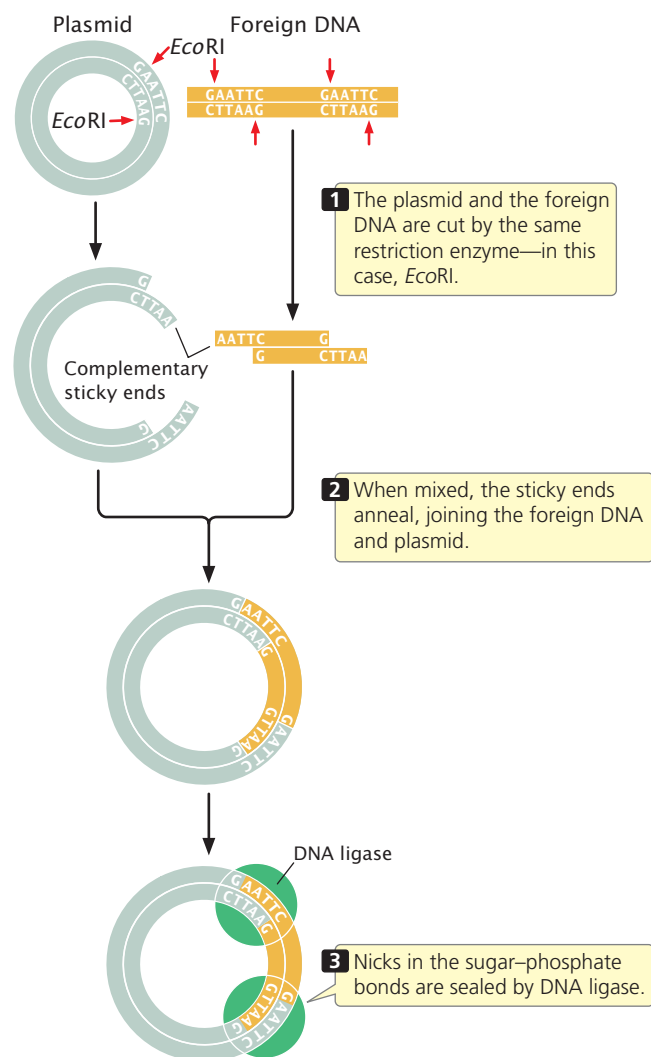 Plasmid
EcoRI
Foreign DNA
GAATTC
CTTAAG
EcoRI
GAATTC GAATTC
CTTAAG CTTAAG
1 The plasmid and the foreign
DNA are cut by the same
restriction enzyme—in this
case, EcoRI.
G
CTTAA
AATTC G
G CTTAA
Complementary
sticky ends
AATTC
G
2 When mixed, the sticky ends
anneal, joining the foreign DNA
and plasmid.
GAATTC
CTTAAG
GAATTC
GTTAAG
DNA ligase
GAATTC
CTTAAG
3 Nicks in the sugar–phosphate
bonds are sealed by DNA ligase.
GAATTC
GTTAAG